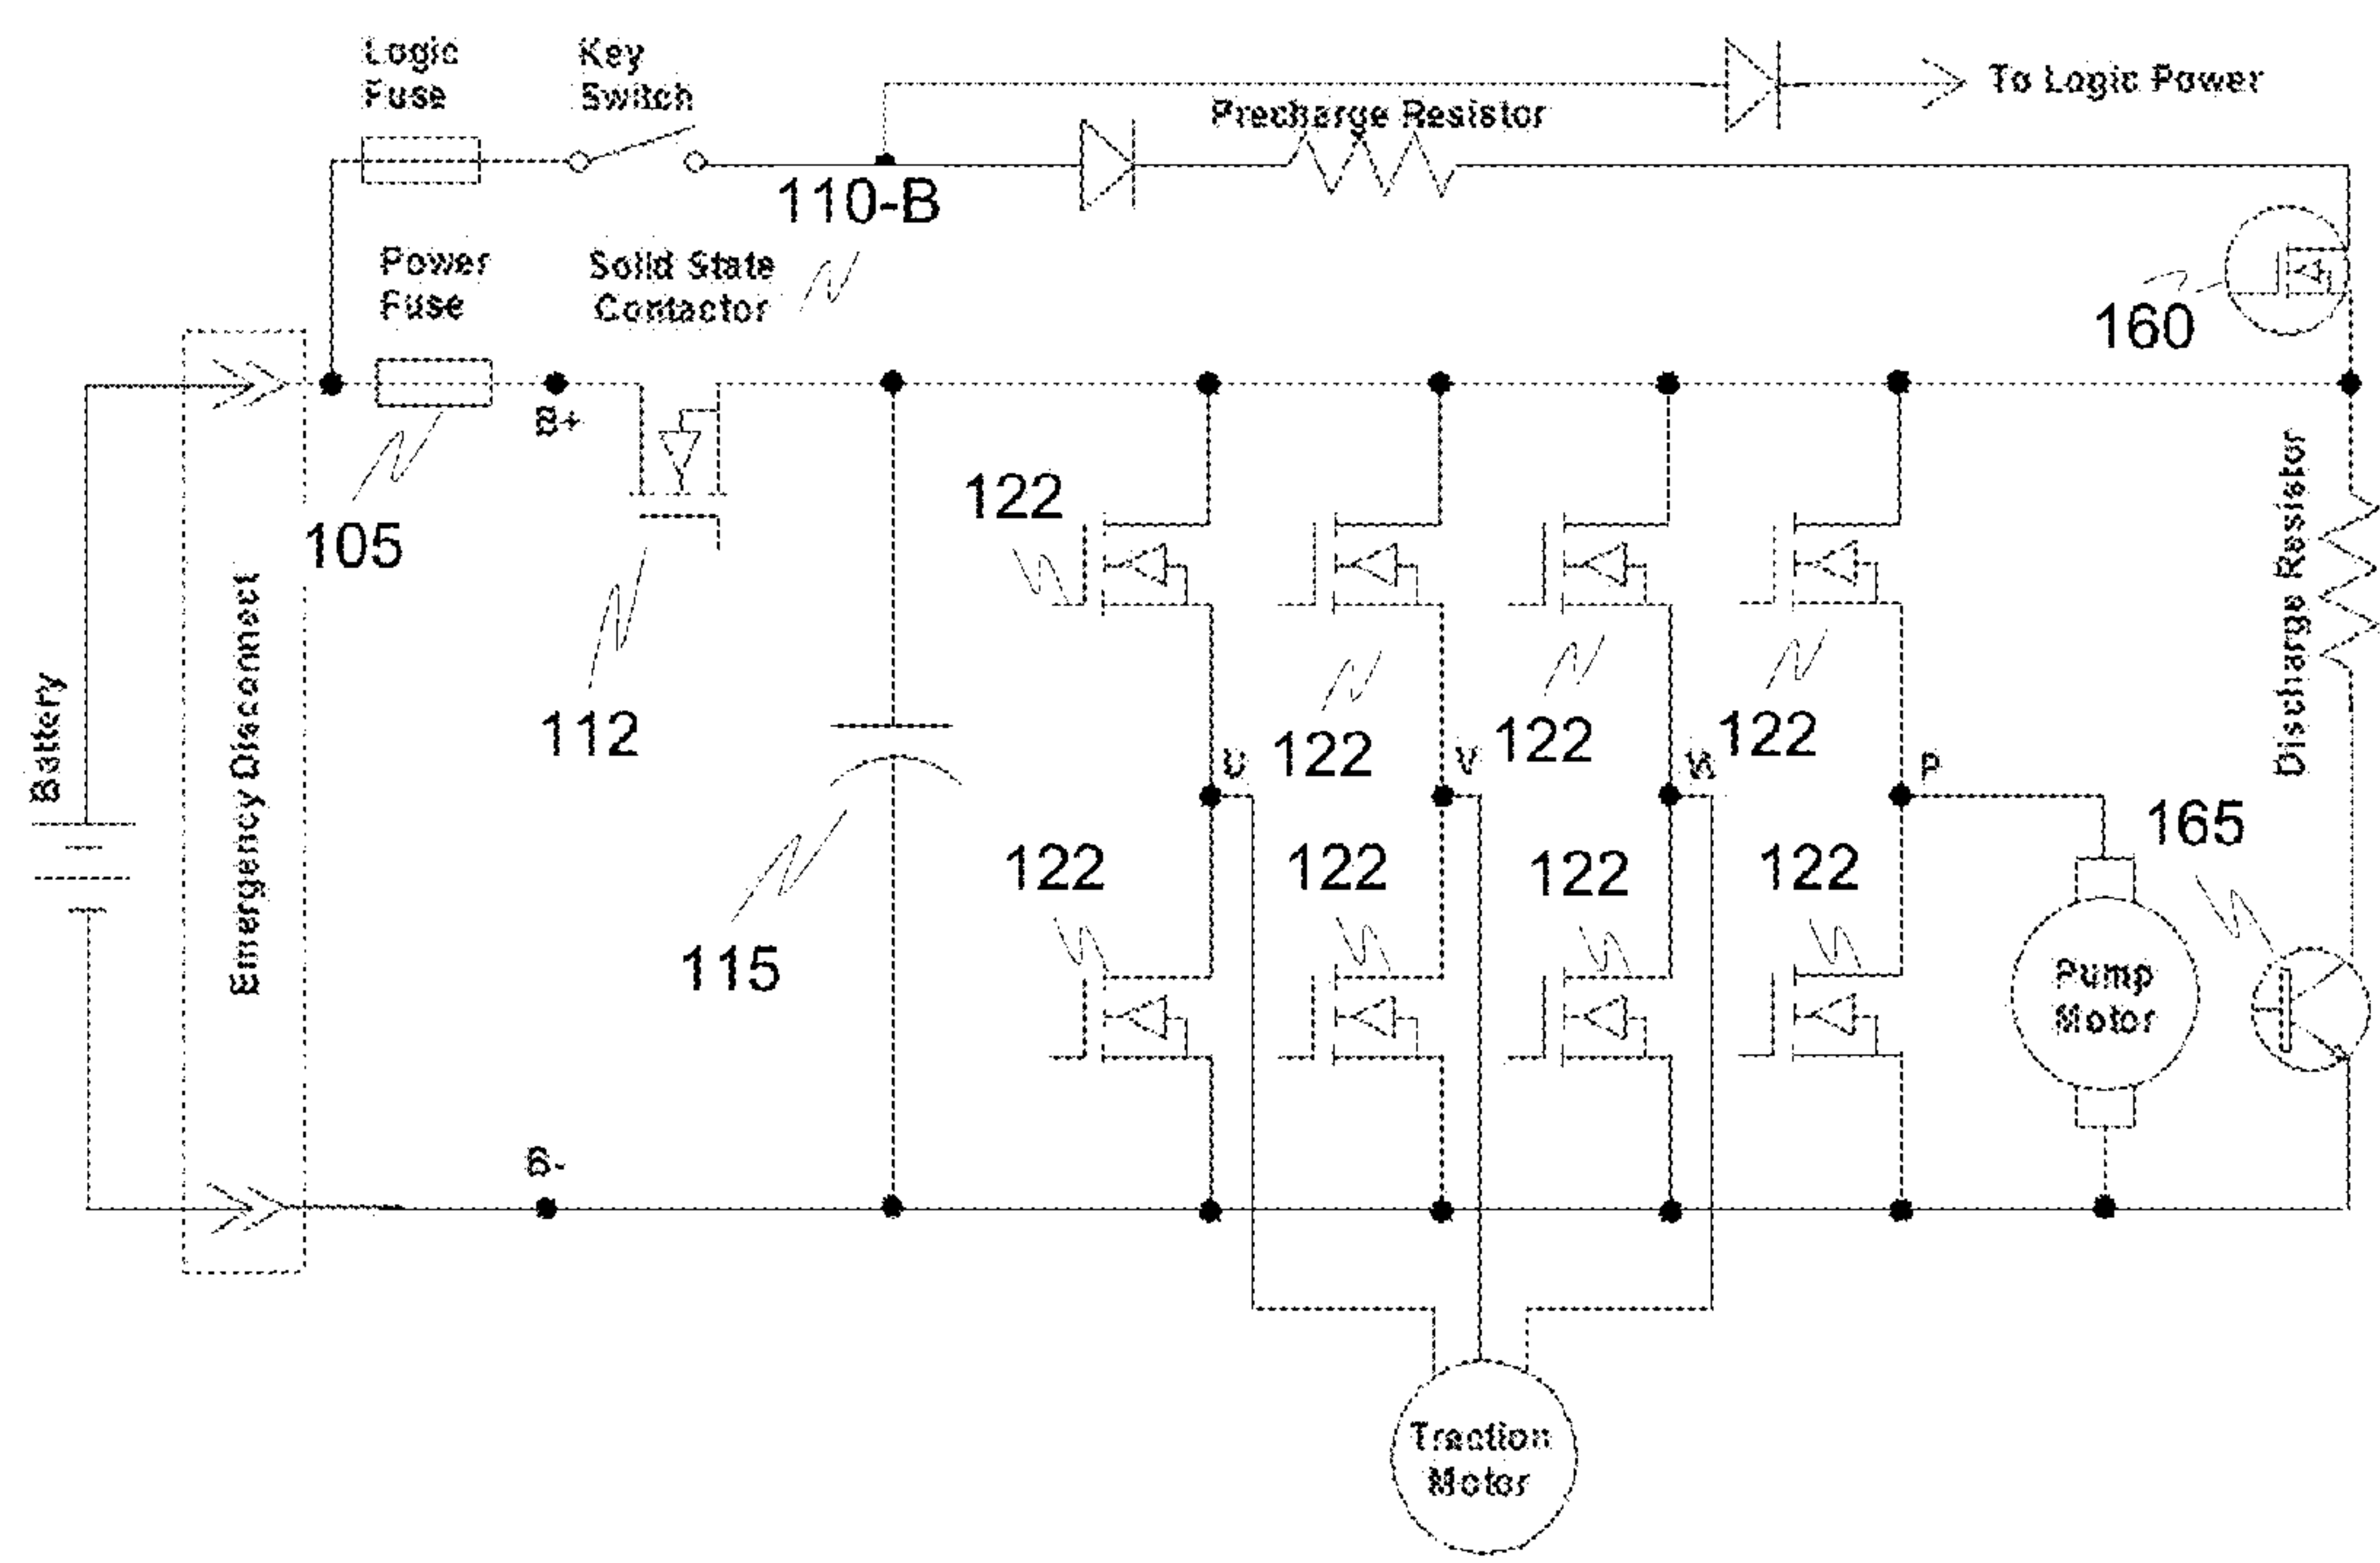 Logic
Fuse
Key
Switch
To Logic Power
Precharge Resistor
110-B
Power
Fuse
Solid State
Contactor
160
B+
105
122
Discharge Resistor
Emergency Disconnect
Battery
112
122
122
122
U
V
W
P
115
122
122
122
122
165
Pump
Motor
B-
Traction
Motor